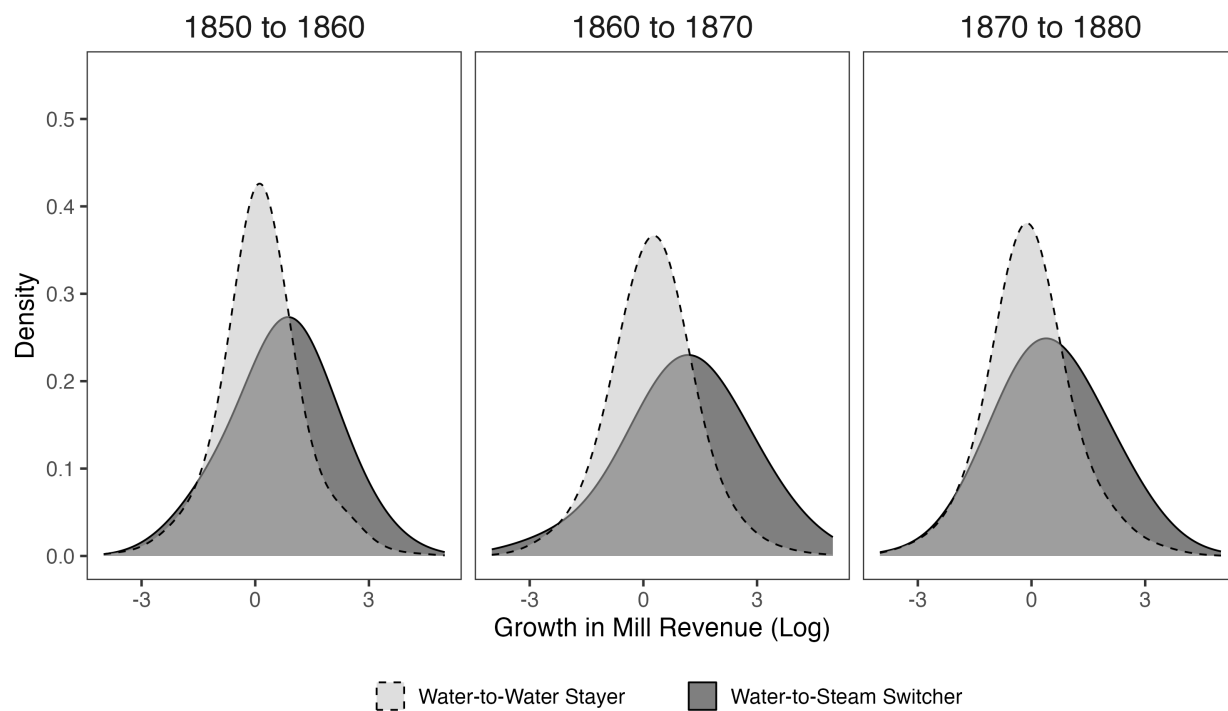 1850 to 1860
1860 to 1870
1870 to 1880
Density
0.5
0.4
0.3
0.2
0.1
0.0
-3 0 3
-3 0 3
-3 0 3
Growth in Mill Revenue (Log)
Water-to-Water Stayer
Water-to-Steam Switcher